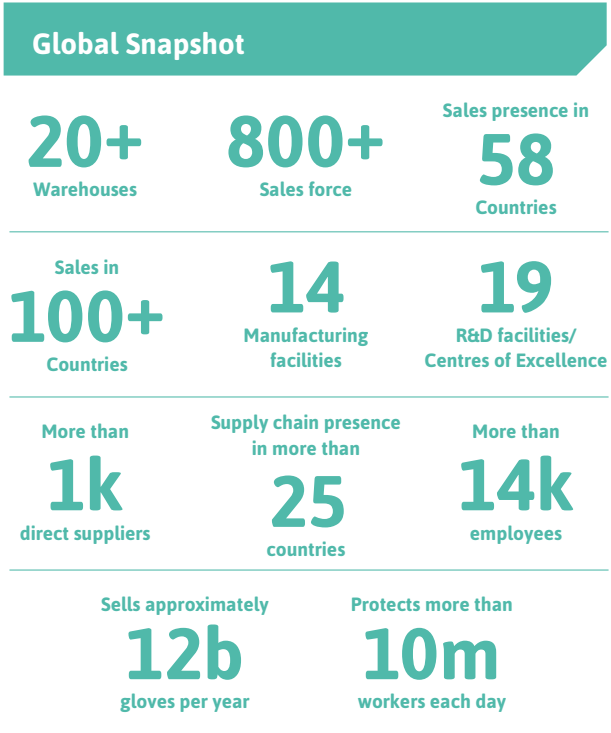 Global Snapshot
20+
Warehouses
800+
Sales force
Sales presence in
58
Countries
Sales in
100+
Countries
14
Manufacturing
facilities
19
R&D facilities/
Centres of Excellence
More than
1k
direct suppliers
Supply chain presence
in more than
25
countries
More than
14k
employees
Sells approximately
12b
gloves per year
Protects more than
10m
workers each day